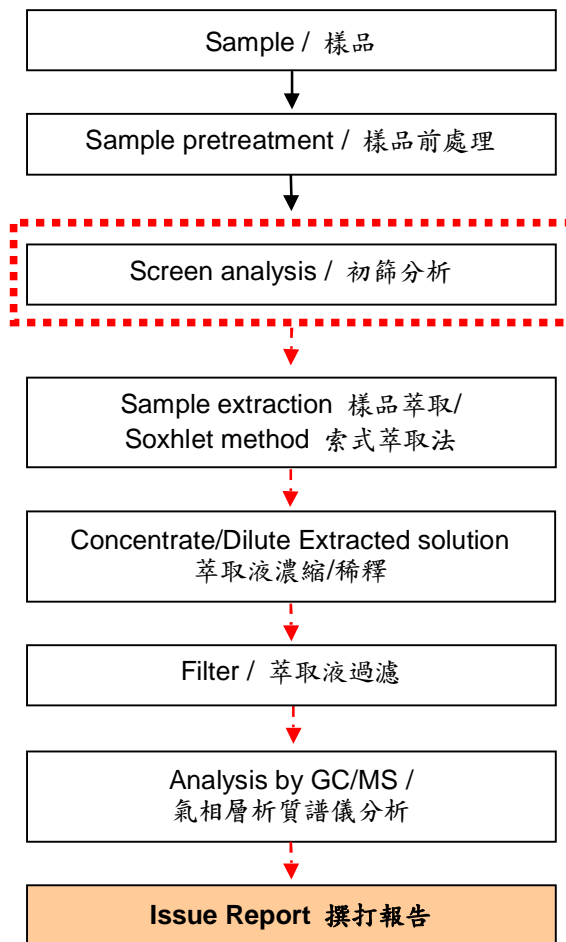 Sample / 樣品
Sample pretreatment / 樣品前處理
Screen analysis / 初篩分析
Sample extraction 樣品萃取/
Soxhlet method 索式萃取法
Concentrate/Dilute Extracted solution
萃取液濃縮/稀釋
Filter / 萃取液過濾
Analysis by GC/MS /
氣相層析質譜儀分析
Issue Report 撰打報告